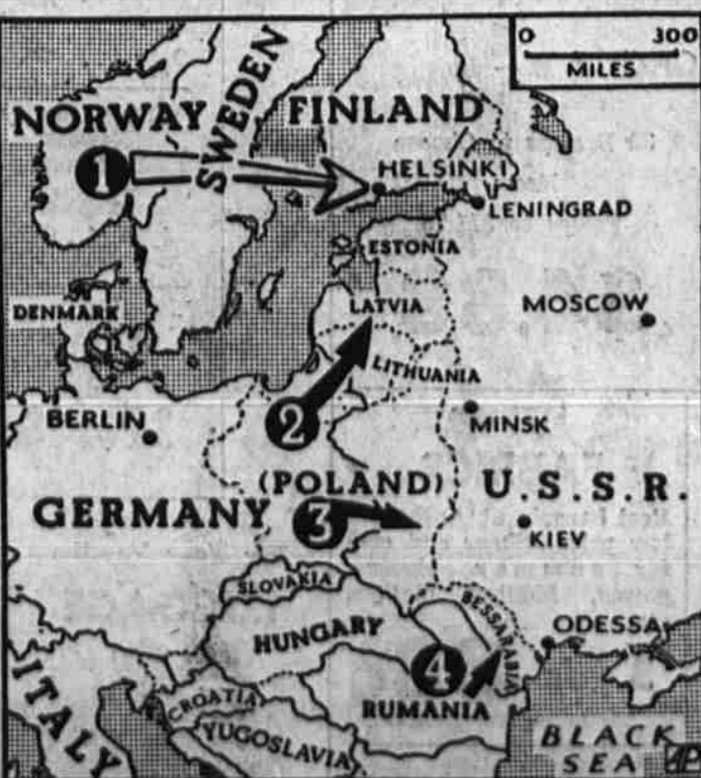 0 300
MILES
NORWAY
SWEDEN
FINLAND
1
HELSINKI
LENINGRAD
ESTONIA
DENMARK
LATVIA
MOSCOW
LITHUANIA
2
BERLIN
MINSK
(POLAND)
U.S.S.R.
GERMANY
3
KIEV
SLOVAKIA
BESSARABIA
HUNGARY
ODESSA
4
ITALY
CROATIA
RUMANIA
YUGOSLAVIA
BLACK
SEA
AP